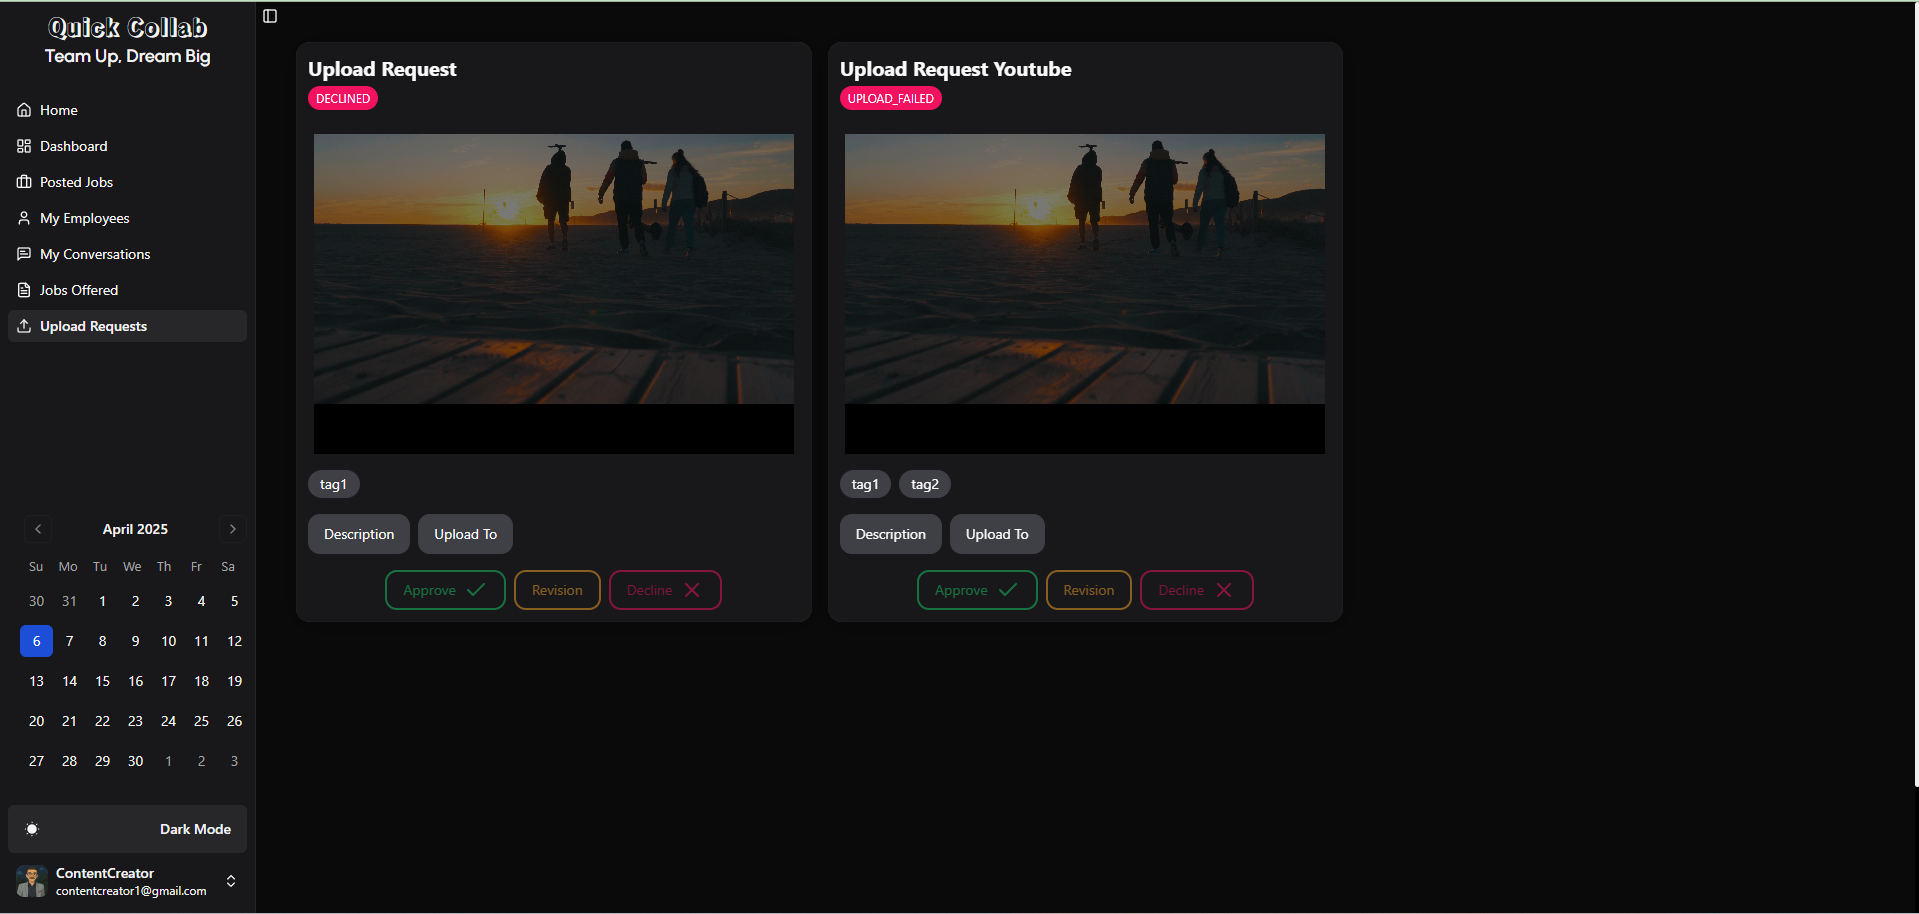 Quick Collab
Team Up, Dream Big
Home
Dashboard
Posted Jobs
My Employees
My Conversations
Jobs Offered
Upload Requests
April 2025
Su Mo Tu We Th Fr Sa
30 31 1 2 3 4 5
6 7 8 9 10 11 12
13 14 15 16 17 18 19
20 21 22 23 24 25 26
27 28 29 30 1 2 3
Dark Mode
ContentCreator
contentcreator1@gmail.com
Upload Request
DECLINED
tag1
Description Upload To
Approve Revision Decline
Upload Request Youtube
UPLOAD_FAILED
tag1 tag2
Description Upload To
Approve Revision Decline